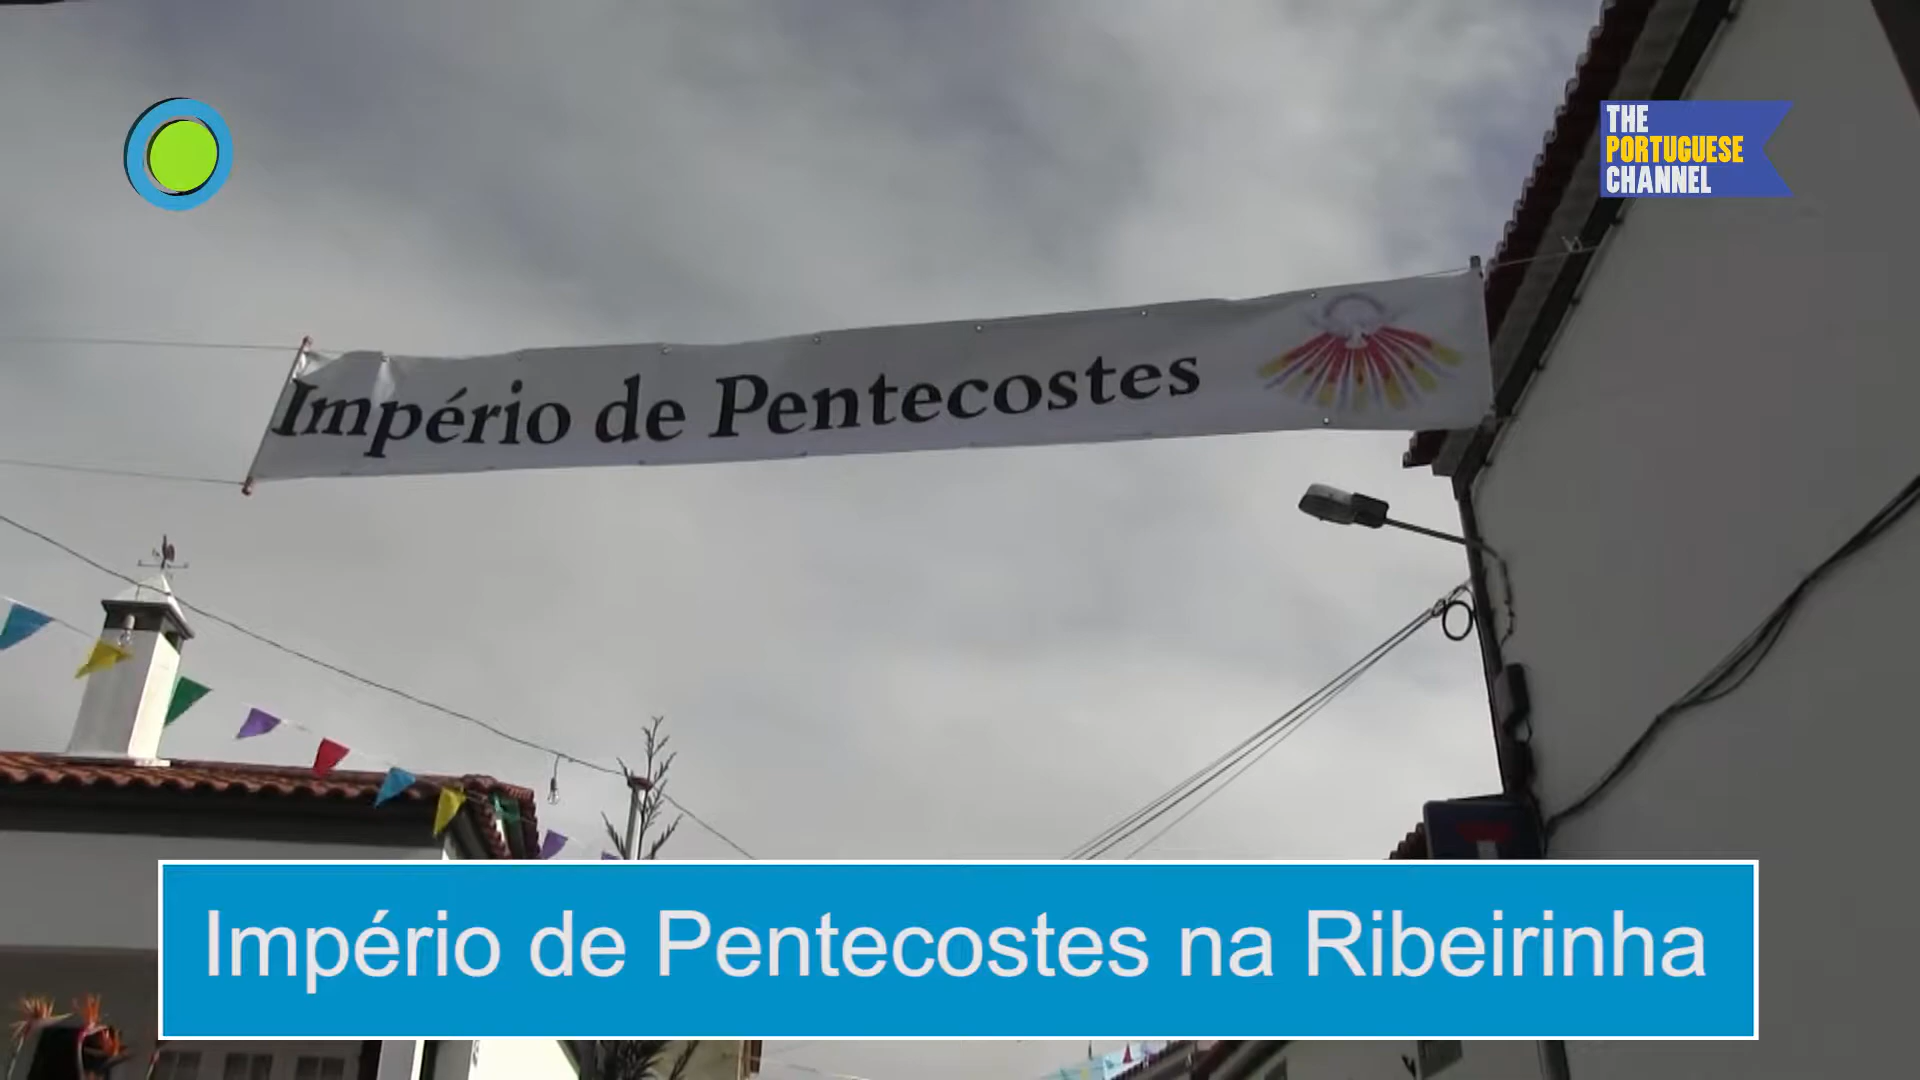 THE
PORTUGUESE
CHANNEL
Império de Pentecostes
Império de Pentecostes na Ribeirinha